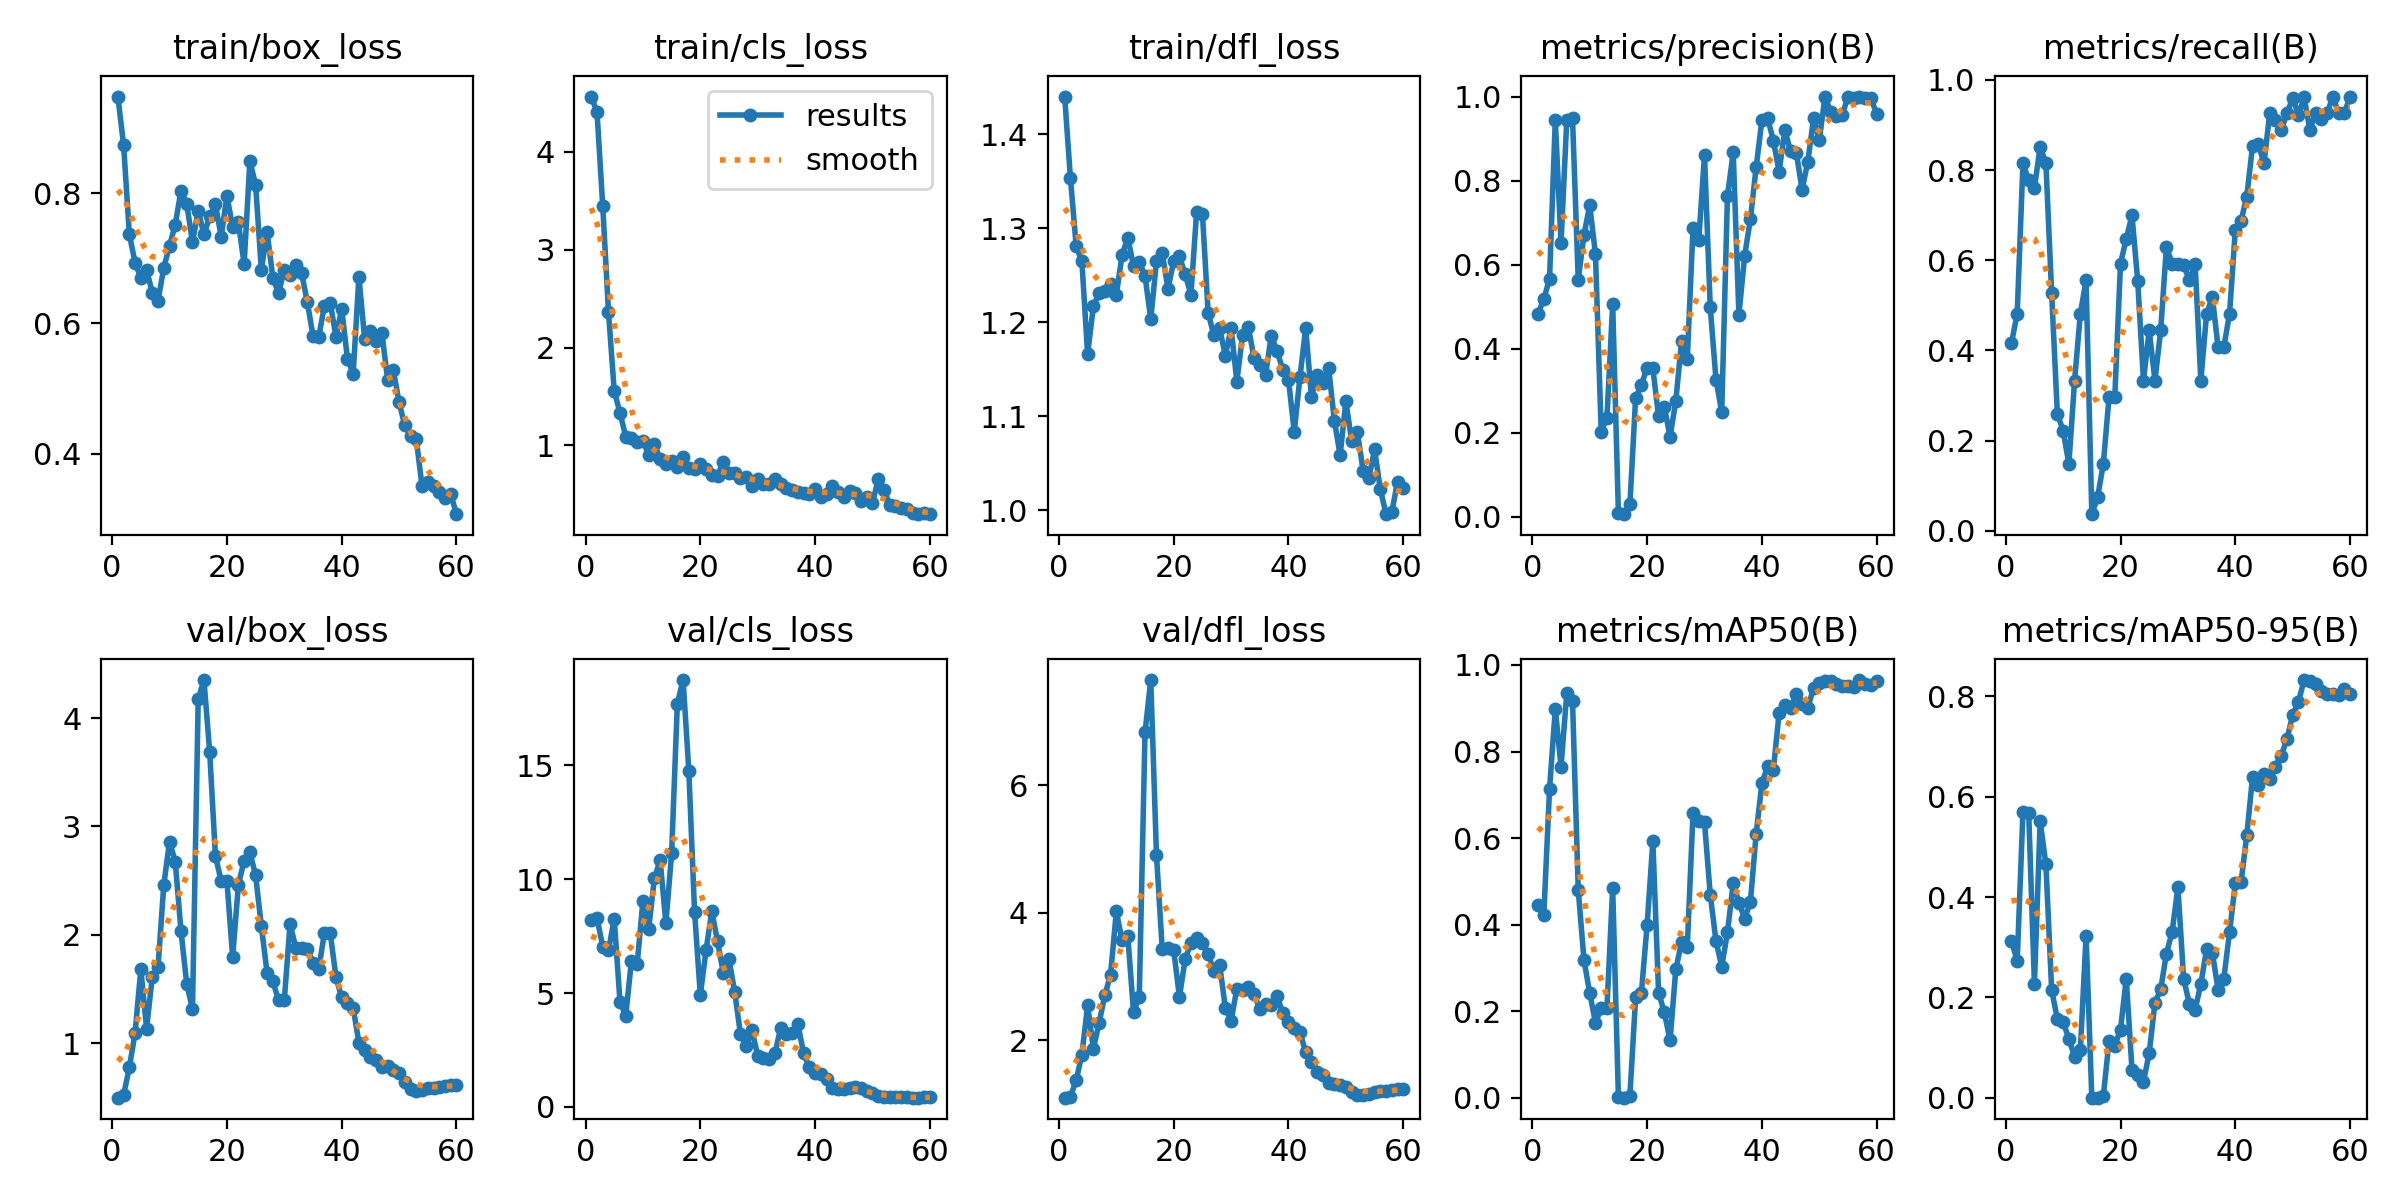 train/box_loss
train/cls_loss
train/dfl_loss
metrics/precision(B)
metrics/recall(B)
0.8
0.6
0.4
0 20 40 60
results
smooth
4
3
2
1
0 20 40 60
1.4
1.3
1.2
1.1
1.0
0 20 40 60
1.0
0.8
0.6
0.4
0.2
0.0
0 20 40 60
1.0
0.8
0.6
0.4
0.2
0.0
0 20 40 60
val/box_loss
val/cls_loss
val/dfl_loss
metrics/mAP50(B)
metrics/mAP50-95(B)
4
3
2
1
0 20 40 60
15
10
5
0
0 20 40 60
6
4
2
0 20 40 60
1.0
0.8
0.6
0.4
0.2
0.0
0 20 40 60
0.8
0.6
0.4
0.2
0.0
0 20 40 60